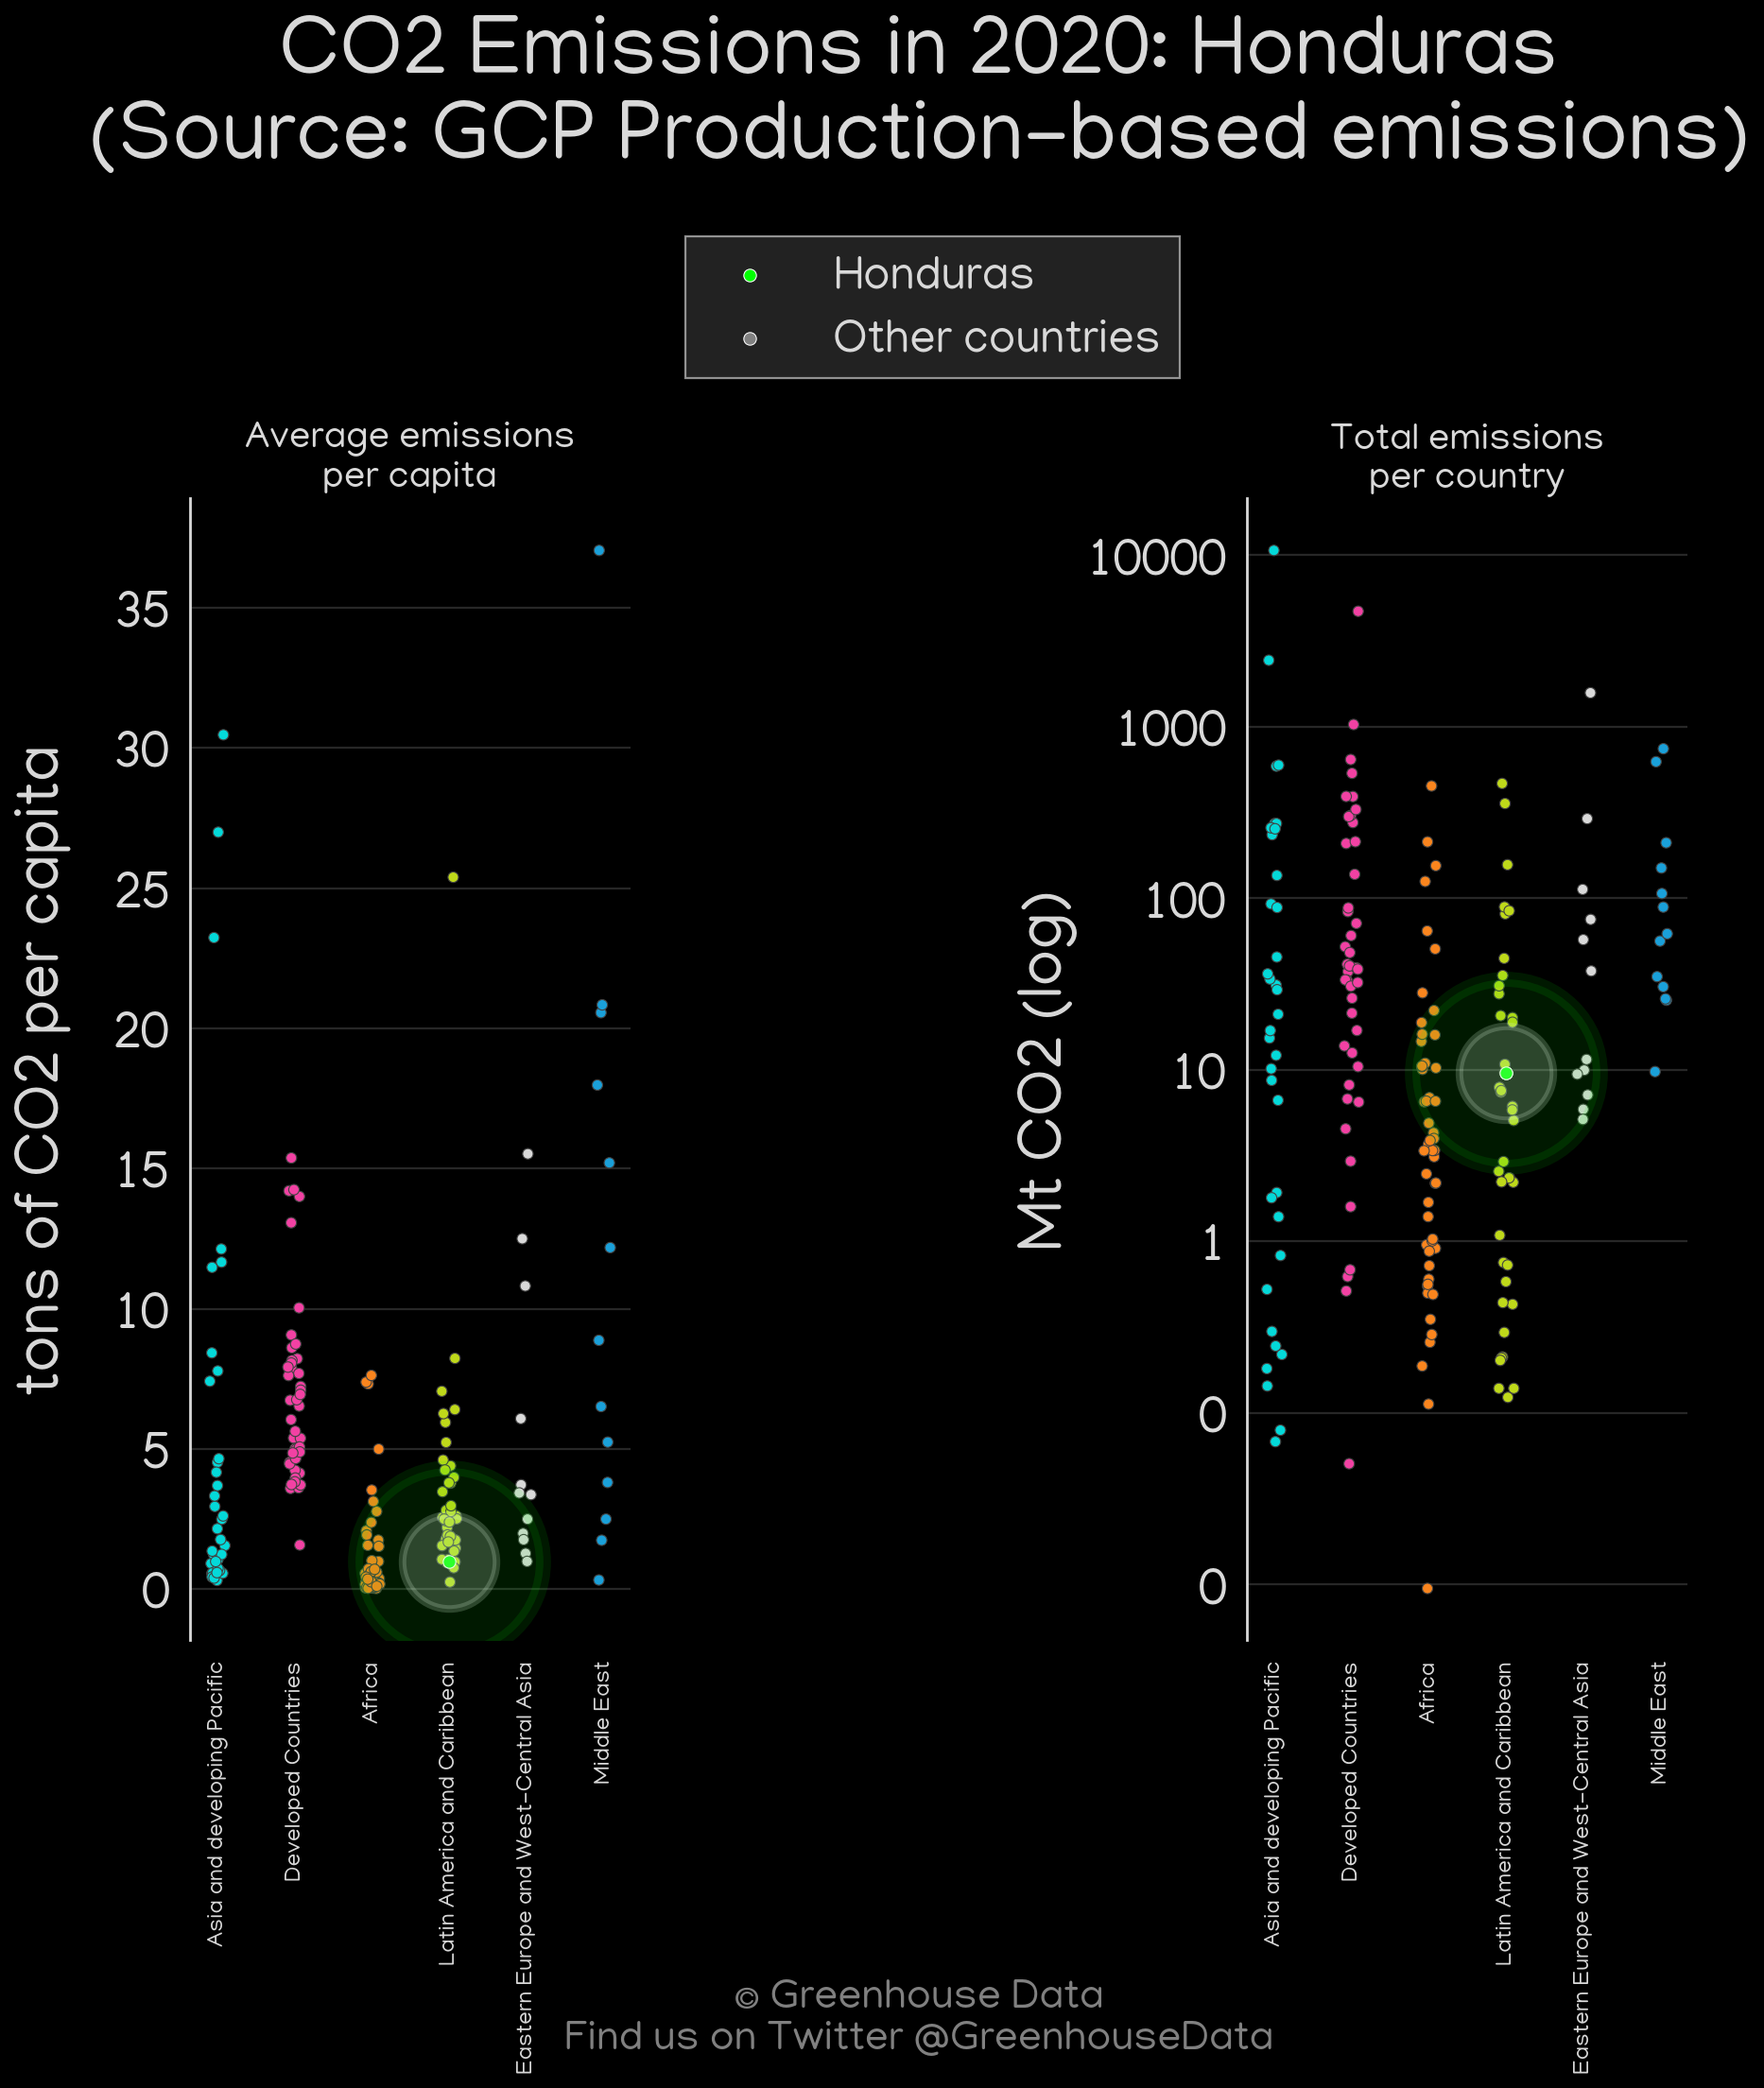 CO2 Emissions in 2020: Honduras
(Source: GCP Production-based emissions)
Honduras
Other countries
Average emissions
per capita
tons of CO2 per capita
35
30
25
20
15
10
5
0
Asia and developing Pacific
Developed Countries
Africa
Latin America and Caribbean
Eastern Europe and West-Central Asia
Middle East
Total emissions
per country
Mt CO2 (log)
10000
1000
100
10
1
0
0
Asia and developing Pacific
Developed Countries
Africa
Latin America and Caribbean
Eastern Europe and West-Central Asia
Middle East
© Greenhouse Data
Find us on Twitter @GreenhouseData